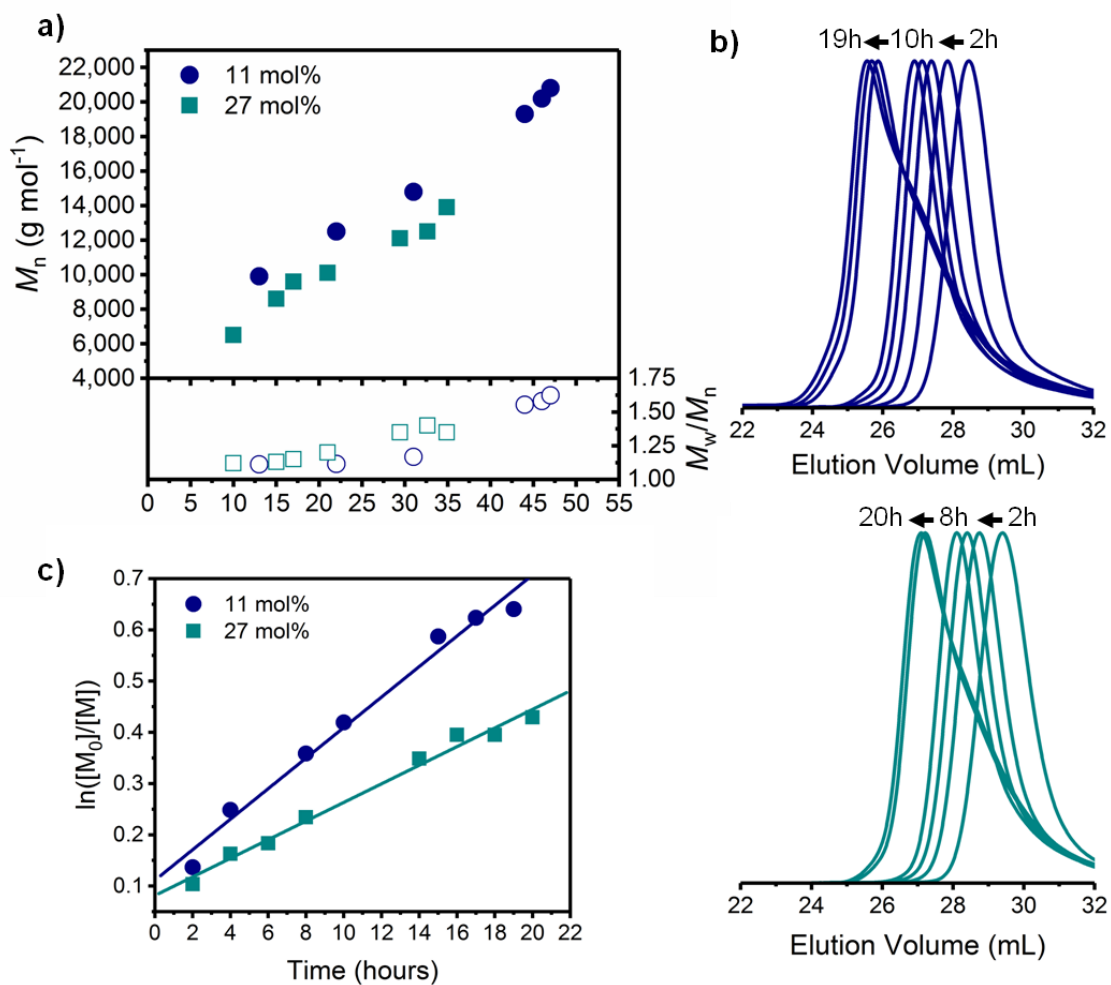 a)
22,000
20,000
18,000
16,000
14,000
12,000
10,000
8,000
6,000
4,000
Mn (g mol⁻¹)
11 mol%
27 mol%
1.75
1.50
1.25
1.00
Mw/Mn
0 5 10 15 20 25 30 35 40 45 50 55
b)
19h 10h 2h
22 24 26 28 30 32
Elution Volume (mL)
20h 8h 2h
22 24 26 28 30 32
Elution Volume (mL)
c)
0.7
0.6
0.5
0.4
0.3
0.2
0.1
ln([M₀]/[M])
11 mol%
27 mol%
0 2 4 6 8 10 12 14 16 18 20 22
Time (hours)